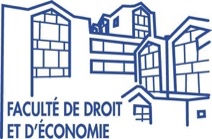 FACULTÉ DE DROIT
ET D'ÉCONOMIE